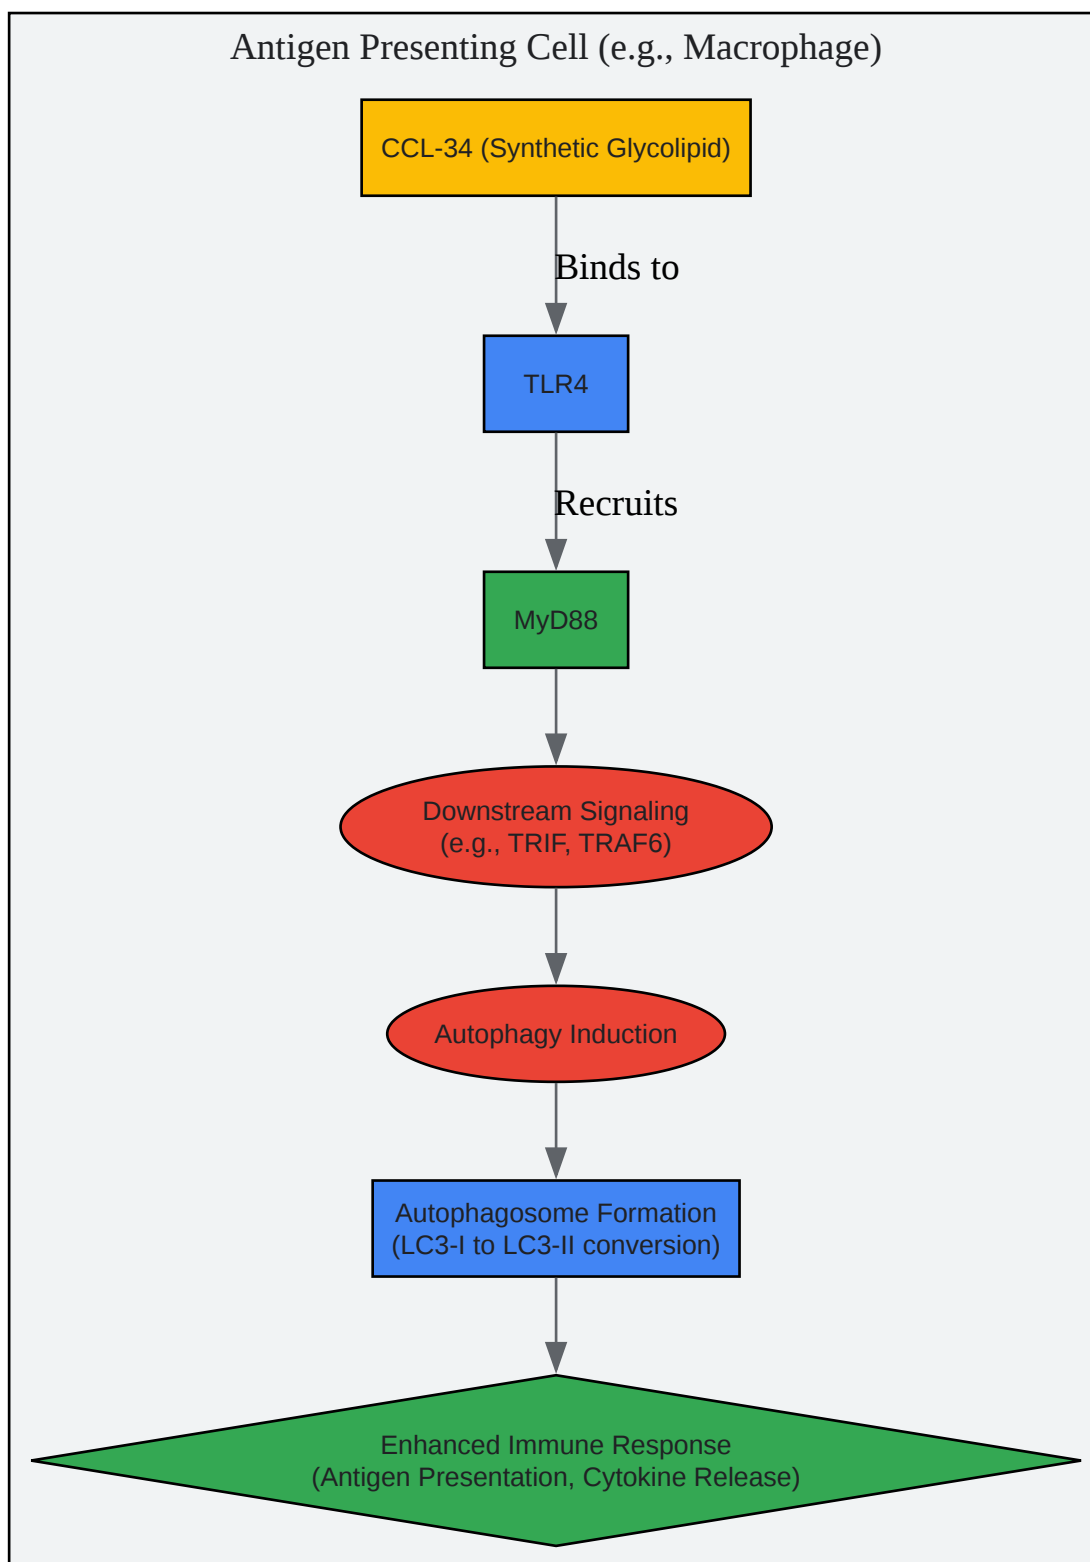 Antigen Presenting Cell (e.g., Macrophage)
CCL-34 (Synthetic Glycolipid)
Binds to
TLR4
Recruits
MyD88
Downstream Signaling
(e.g., TRIF, TRAF6)
Autophagy Induction
Autophagosome Formation
(LC3-I to LC3-II conversion)
Enhanced Immune Response
(Antigen Presentation, Cytokine Release)